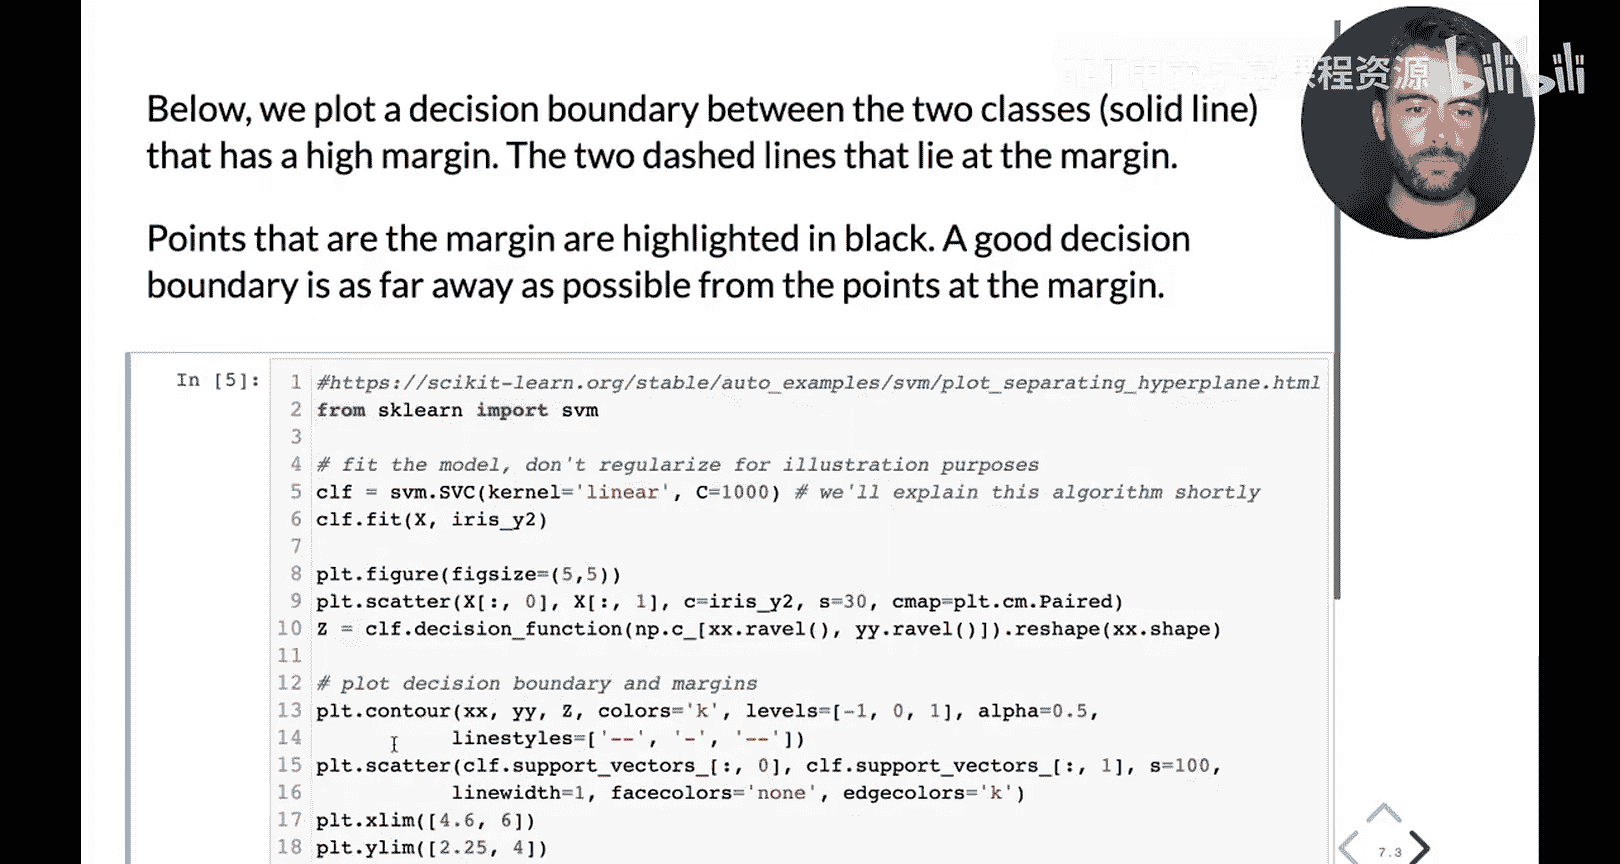 课程资源 bilibili
Below, we plot a decision boundary between the two classes (solid line)
that has a high margin. The two dashed lines that lie at the margin.
Points that are the margin are highlighted in black. A good decision
boundary is as far away as possible from the points at the margin.
In [5]:
1 #https://scikit-learn.org/stable/auto_examples/svm/plot_separating_hyperplane.html
2 from sklearn import svm
3
4 # fit the model, don't regularize for illustration purposes
5 clf = svm.SVC(kernel='linear', C=1000) # we'll explain this algorithm shortly
6 clf.fit(X, iris_y2)
7
8 plt.figure(figsize=(5,5))
9 plt.scatter(X[:, 0], X[:, 1], c=iris_y2, s=30, cmap=plt.cm.Paired)
10 Z = clf.decision_function(np.c_[xx.ravel(), yy.ravel()]).reshape(xx.shape)
11
12 # plot decision boundary and margins
13 plt.contour(xx, yy, Z, colors='k', levels=[-1, 0, 1], alpha=0.5,
14 linestyles=['--', '-', '--'])
15 plt.scatter(clf.support_vectors_[:, 0], clf.support_vectors_[:, 1], s=100,
16 linewidth=1, facecolors='none', edgecolors='k')
17 plt.xlim([4.6, 6])
18 plt.ylim([2.25, 4])
7.3